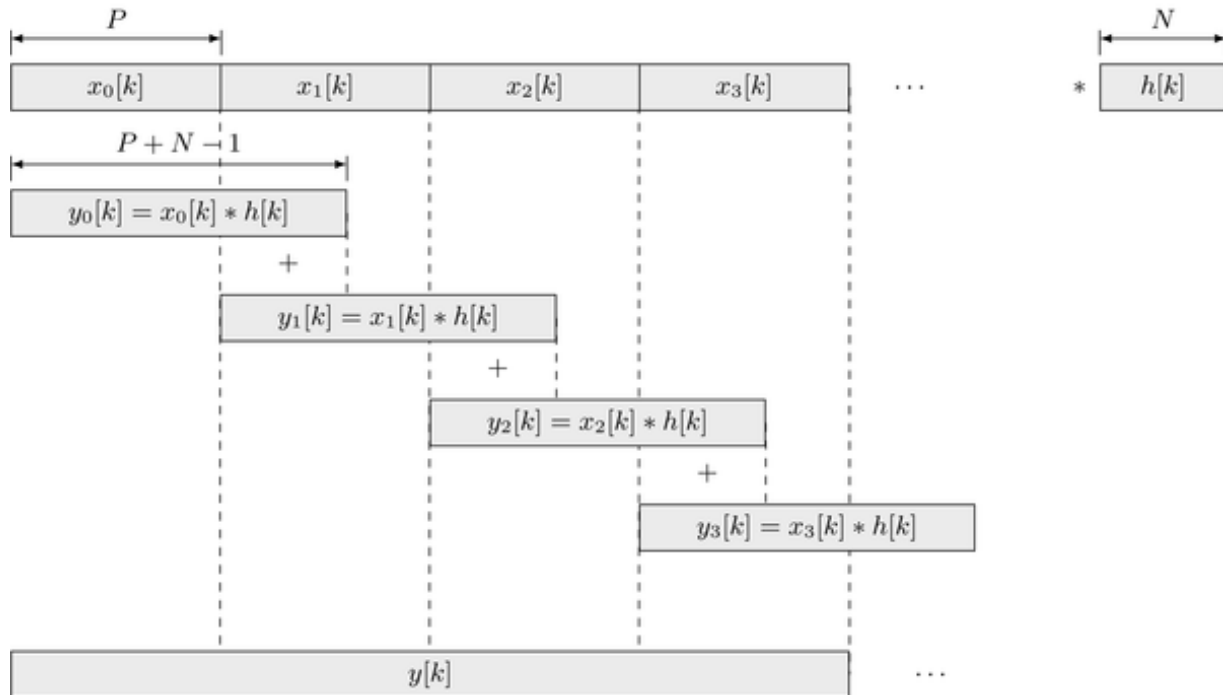 P N
x₀[k] x₁[k] x₂[k] x₃[k] ··· * h[k]
P + N − 1
y₀[k] = x₀[k] * h[k]
+
y₁[k] = x₁[k] * h[k]
+
y₂[k] = x₂[k] * h[k]
+
y₃[k] = x₃[k] * h[k]
y[k] ···